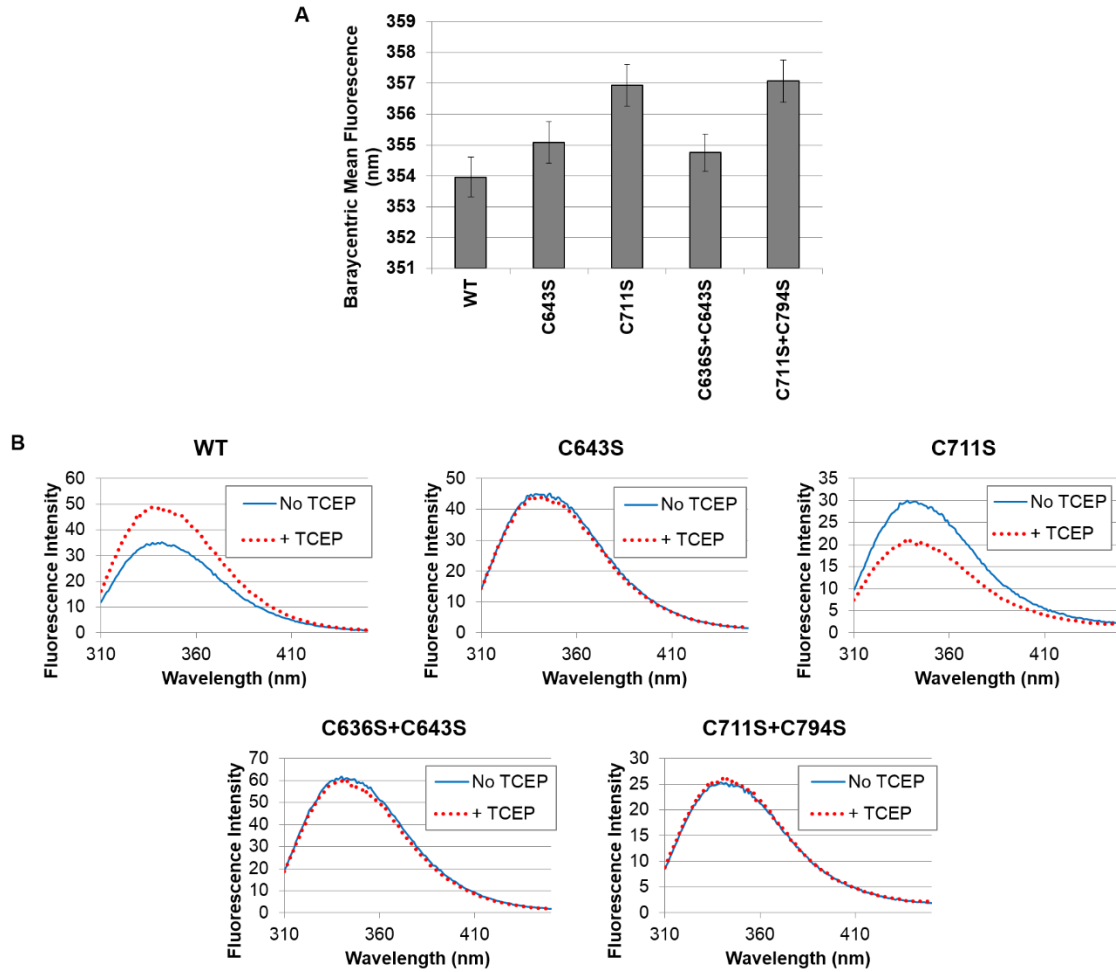 A
Baraycentric Mean Fluorescence
(nm)
359
358
357
356
355
354
353
352
351
WT
C643S
C711S
C636S+C643S
C711S+C794S
B
WT
Fluorescence Intensity
60
50
40
30
20
10
0
No TCEP
+ TCEP
310 360 410
Wavelength (nm)
C643S
Fluorescence Intensity
50
40
30
20
10
0
No TCEP
+ TCEP
310 360 410
Wavelength (nm)
C711S
Fluorescence Intensity
35
30
25
20
15
10
5
0
No TCEP
+ TCEP
310 360 410
Wavelength (nm)
C636S+C643S
Fluorescence Intensity
70
60
50
40
30
20
10
0
No TCEP
+ TCEP
310 360 410
Wavelength (nm)
C711S+C794S
Fluorescence Intensity
30
25
20
15
10
5
0
No TCEP
+ TCEP
310 360 410
Wavelength (nm)